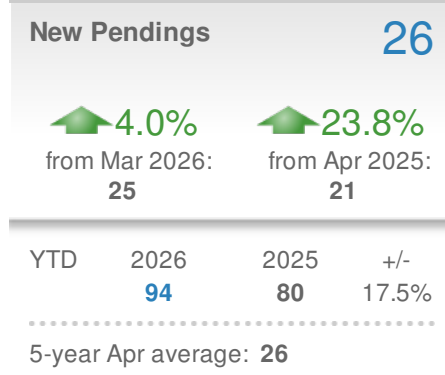 New Pendings 26
4.0% 23.8%
from Mar 2026: from Apr 2025:
25 21
YTD 2026 2025 +/-
94 80 17.5%
5-year Apr average: 26